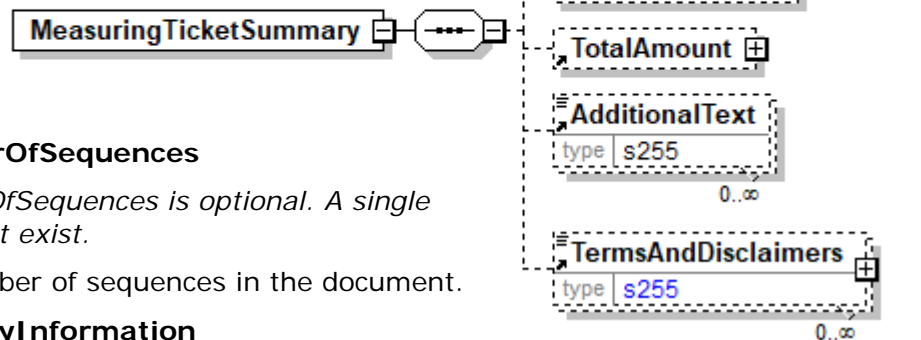 MeasuringTicketSummary
TotalAmount
AdditionalText
type s255
0..∞
rOfSequences
OfSequences is optional. A single
t exist.
ber of sequences in the document.
yInformation
TermsAndDisclaimers
type s255
0..∞